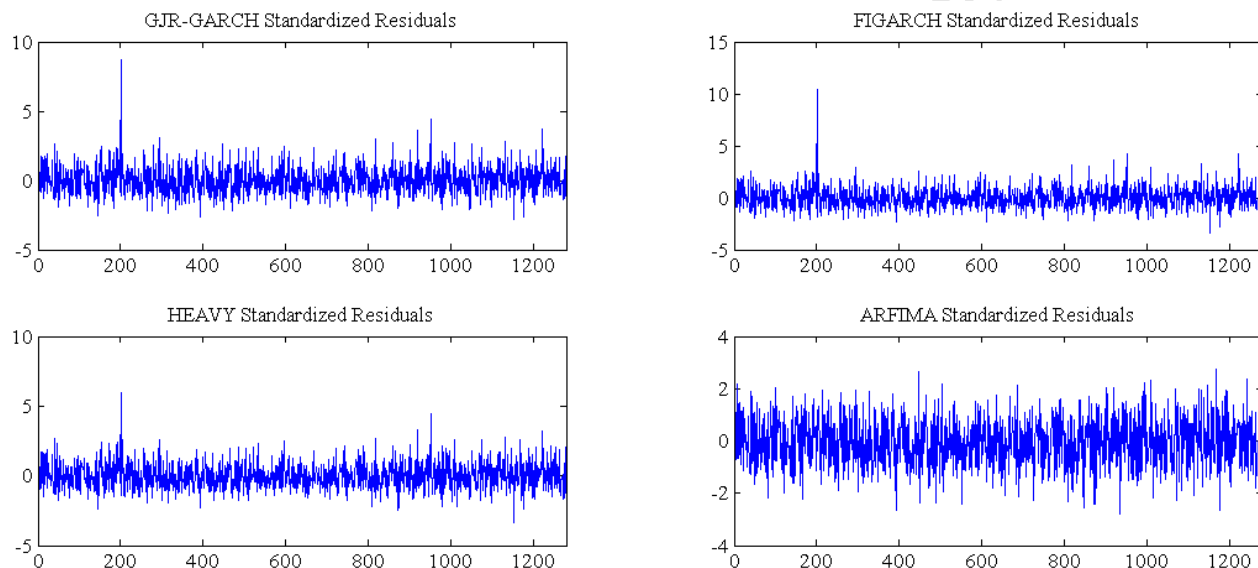 GJR-GARCH Standardized Residuals
10
5
0
-5
0 200 400 600 800 1000 1200
FIGARCH Standardized Residuals
15
10
5
0
-5
0 200 400 600 800 1000 1200
HEAVY Standardized Residuals
10
5
0
-5
0 200 400 600 800 1000 1200
ARFIMA Standardized Residuals
4
2
0
-2
-4
0 200 400 600 800 1000 1200